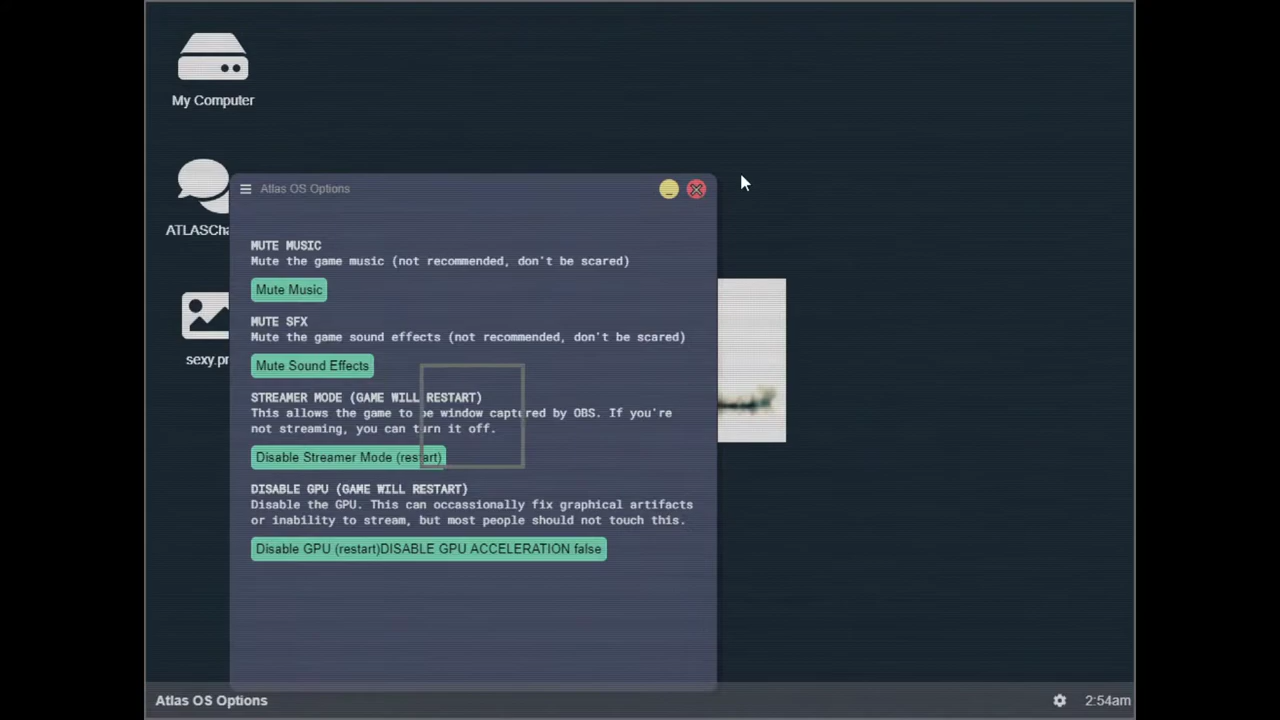 My Computer
ATLASCha
sexy.pn
Atlas OS Options
MUTE MUSIC
Mute the game music (not recommended, don't be scared)
Mute Music
MUTE SFX
Mute the game sound effects (not recommended, don't be scared)
Mute Sound Effects
STREAMER MODE (GAME WILL RESTART)
This allows the game to be window captured by OBS. If you're
not streaming, you can turn it off.
Disable Streamer Mode (restart)
DISABLE GPU (GAME WILL RESTART)
Disable the GPU. This can occassionally fix graphical artifacts
or inability to stream, but most people should not touch this.
Disable GPU (restart)DISABLE GPU ACCELERATION false
Atlas OS Options
2:54am